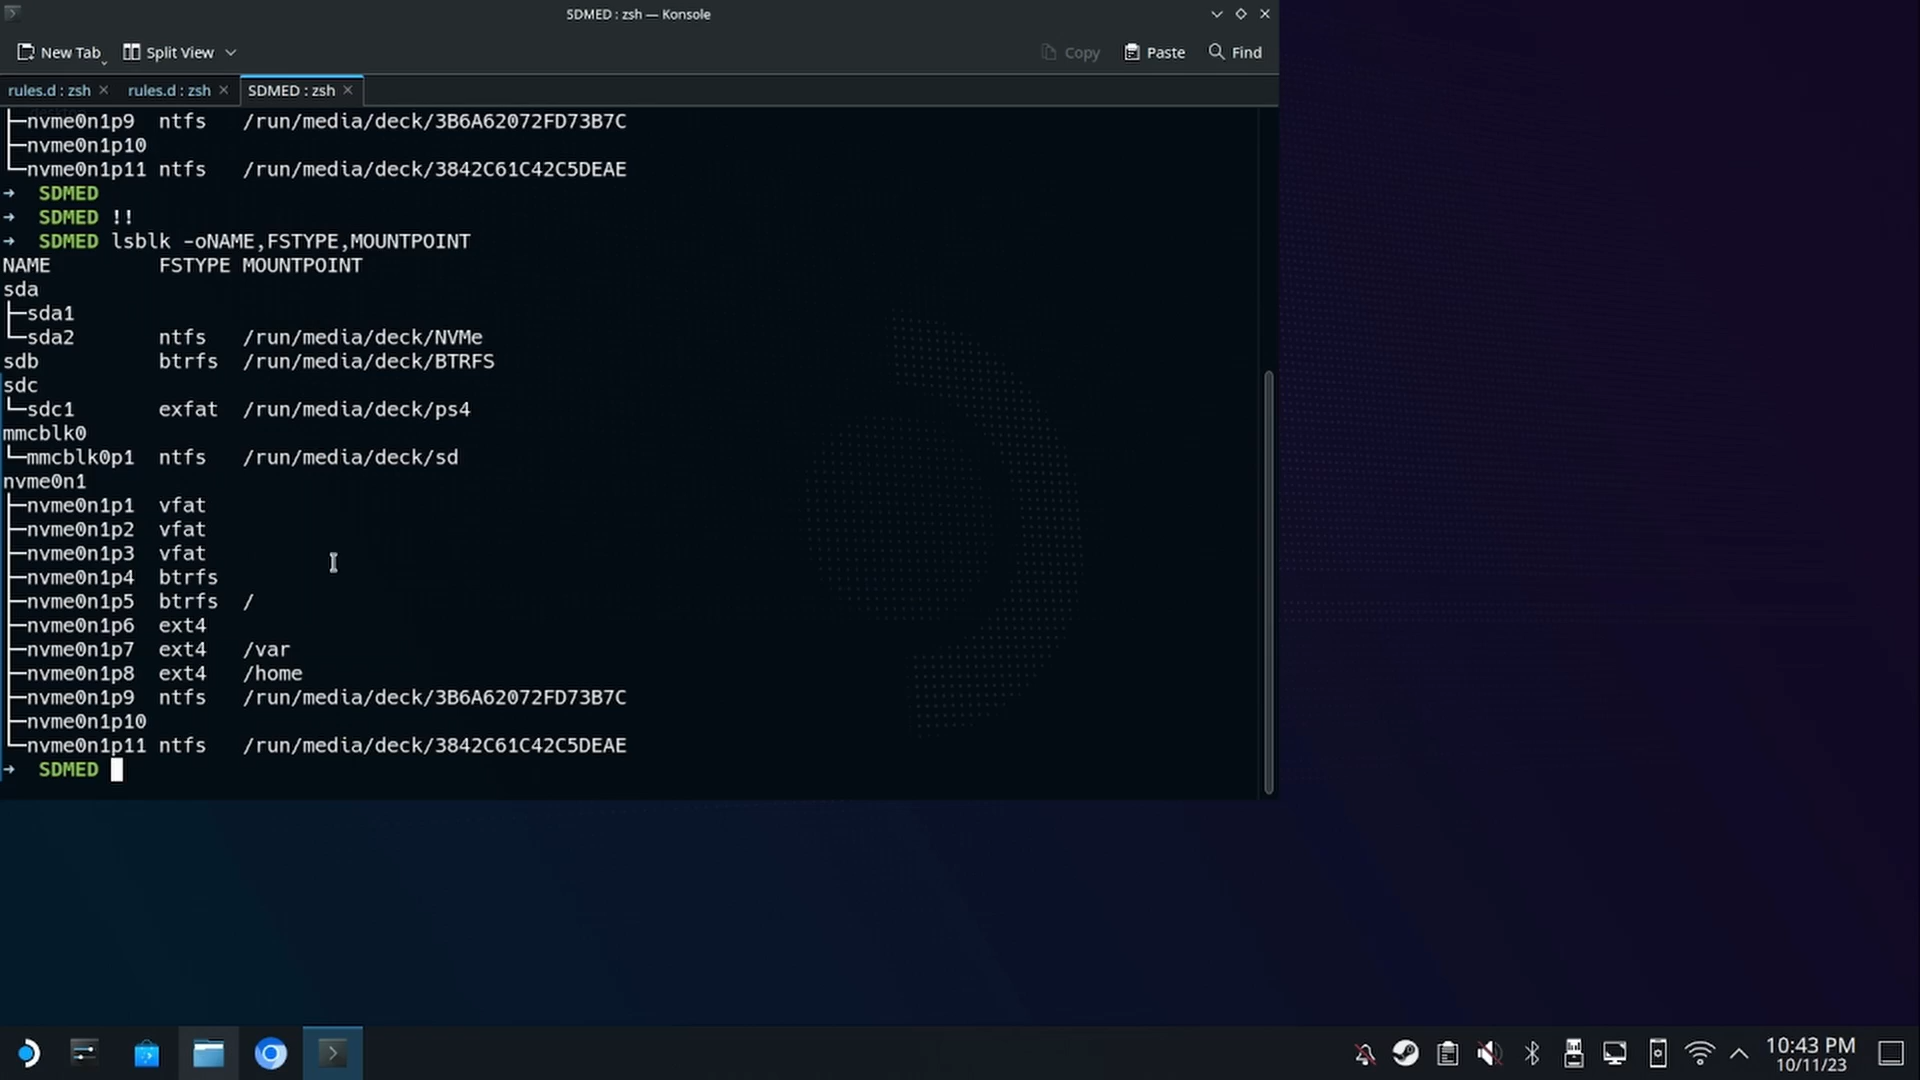 SDMED : zsh — Konsole
New Tab Split View Copy Paste Find
rules.d : zsh rules.d : zsh SDMED : zsh
├─nvme0n1p9  ntfs   /run/media/deck/3B6A62072FD73B7C
├─nvme0n1p10
└─nvme0n1p11 ntfs   /run/media/deck/3842C61C42C5DEAE
➜  SDMED
➜  SDMED !!
➜  SDMED lsblk -oNAME,FSTYPE,MOUNTPOINT
NAME         FSTYPE MOUNTPOINT
sda
├─sda1
└─sda2       ntfs   /run/media/deck/NVMe
sdb          btrfs  /run/media/deck/BTRFS
sdc
└─sdc1       exfat  /run/media/deck/ps4
mmcblk0
└─mmcblk0p1  ntfs   /run/media/deck/sd
nvme0n1
├─nvme0n1p1  vfat
├─nvme0n1p2  vfat
├─nvme0n1p3  vfat
├─nvme0n1p4  btrfs
├─nvme0n1p5  btrfs  /
├─nvme0n1p6  ext4
├─nvme0n1p7  ext4   /var
├─nvme0n1p8  ext4   /home
├─nvme0n1p9  ntfs   /run/media/deck/3B6A62072FD73B7C
├─nvme0n1p10
└─nvme0n1p11 ntfs   /run/media/deck/3842C61C42C5DEAE
➜  SDMED
10:43 PM
10/11/23